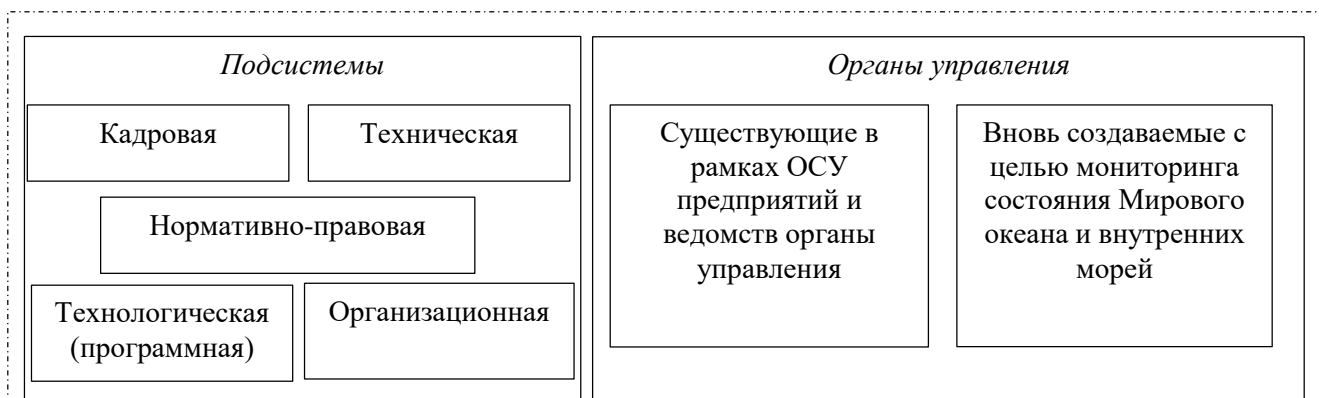 Подсистемы
Кадровая
Техническая
Нормативно-правовая
Технологическая
(программная)
Организационная
Органы управления
Существующие в
рамках ОСУ
предприятий и
ведомств органы
управления
Вновь создаваемые с
целью мониторинга
состояния Мирового
океана и внутренних
морей